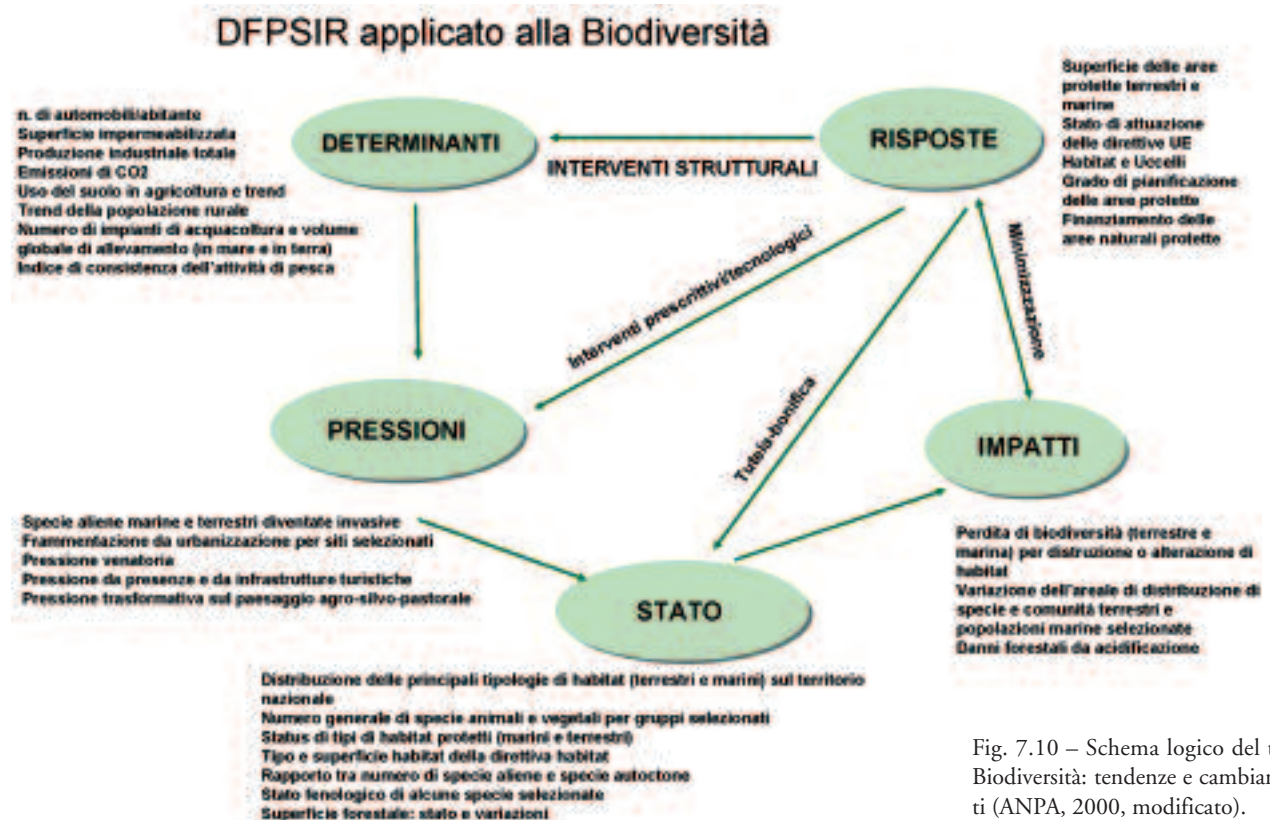 DFPSIR applicato alla Biodiversità
n. di automobili/abitante
Superficie impermeabilizzata
Produzione industriale totale
Emissioni di CO2
Uso del suolo in agricoltura e trend
Trend della popolazione rurale
Numero di impianti di acquacoltura e volume
globale di allevamento (in mare e in terra)
Indice di consistenza dell'attività di pesca
DETERMINANTI
INTERVENTI STRUTTURALI
RISPOSTE
Superficie delle aree
protette terrestri e
marine
Stato di attuazione
delle direttive UE
Habitat e Uccelli
Grado di pianificazione
delle aree protette
Finanziamento delle
aree naturali protette
Interventi prescrittivi/tecnologici
Minimizzazione
Tutela-bonifica
PRESSIONI
IMPATTI
Specie aliene marine e terrestri diventate invasive
Frammentazione da urbanizzazione per siti selezionati
Pressione venatoria
Pressione da presenze e da infrastrutture turistiche
Pressione trasformativa sul paesaggio agro-silvo-pastorale
Perdita di biodiversità (terrestre e
marina) per distruzione o alterazione di
habitat
Variazione dell'areale di distribuzione di
specie e comunità terrestri e
popolazioni marine selezionate
Danni forestali da acidificazione
STATO
Distribuzione delle principali tipologie di habitat (terrestri e marini) sul territorio
nazionale
Numero generale di specie animali e vegetali per gruppi selezionati
Status di tipi di habitat protetti (marini e terrestri)
Tipo e superficie habitat della direttiva habitat
Rapporto tra numero di specie aliene e specie autoctone
Stato fenologico di alcune specie selezionate
Superficie forestale: stato e variazioni
Fig. 7.10 – Schema logico del
Biodiversità: tendenze e cambiam
ti (ANPA, 2000, modificato).